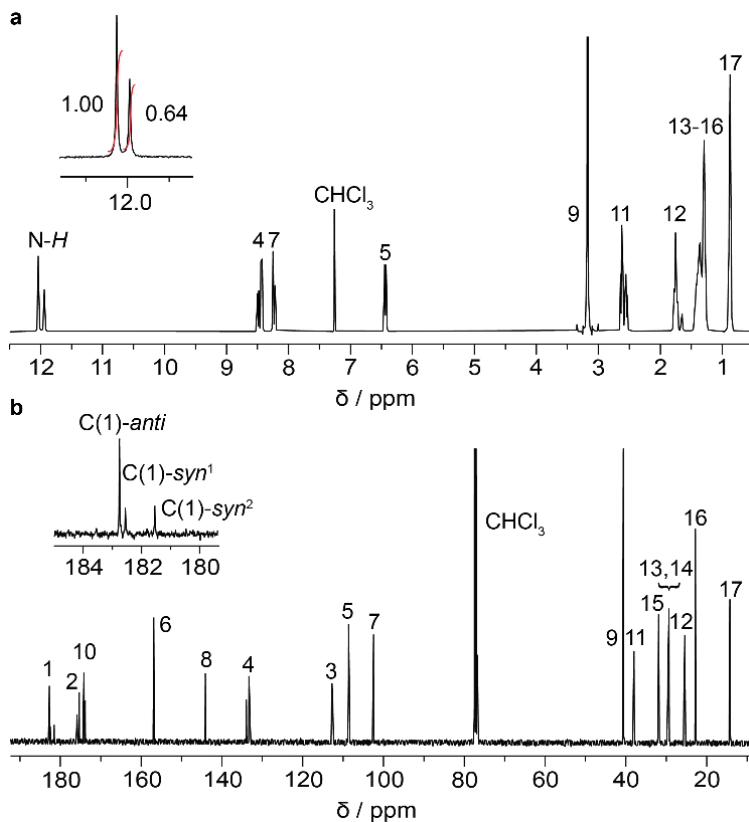 a
1.00
0.64
12.0
N-H
4
7
CHCl₃
5
9
11
12
13-16
17
12 11 10 9 8 7 6 5 4 3 2 1
δ / ppm
b
C(1)-anti
C(1)-syn¹
C(1)-syn²
184 182 180
1
2
10
6
8
4
3
5
7
CHCl₃
9
11
15
13,14
12
16
17
180 160 140 120 100 80 60 40 20
δ / ppm